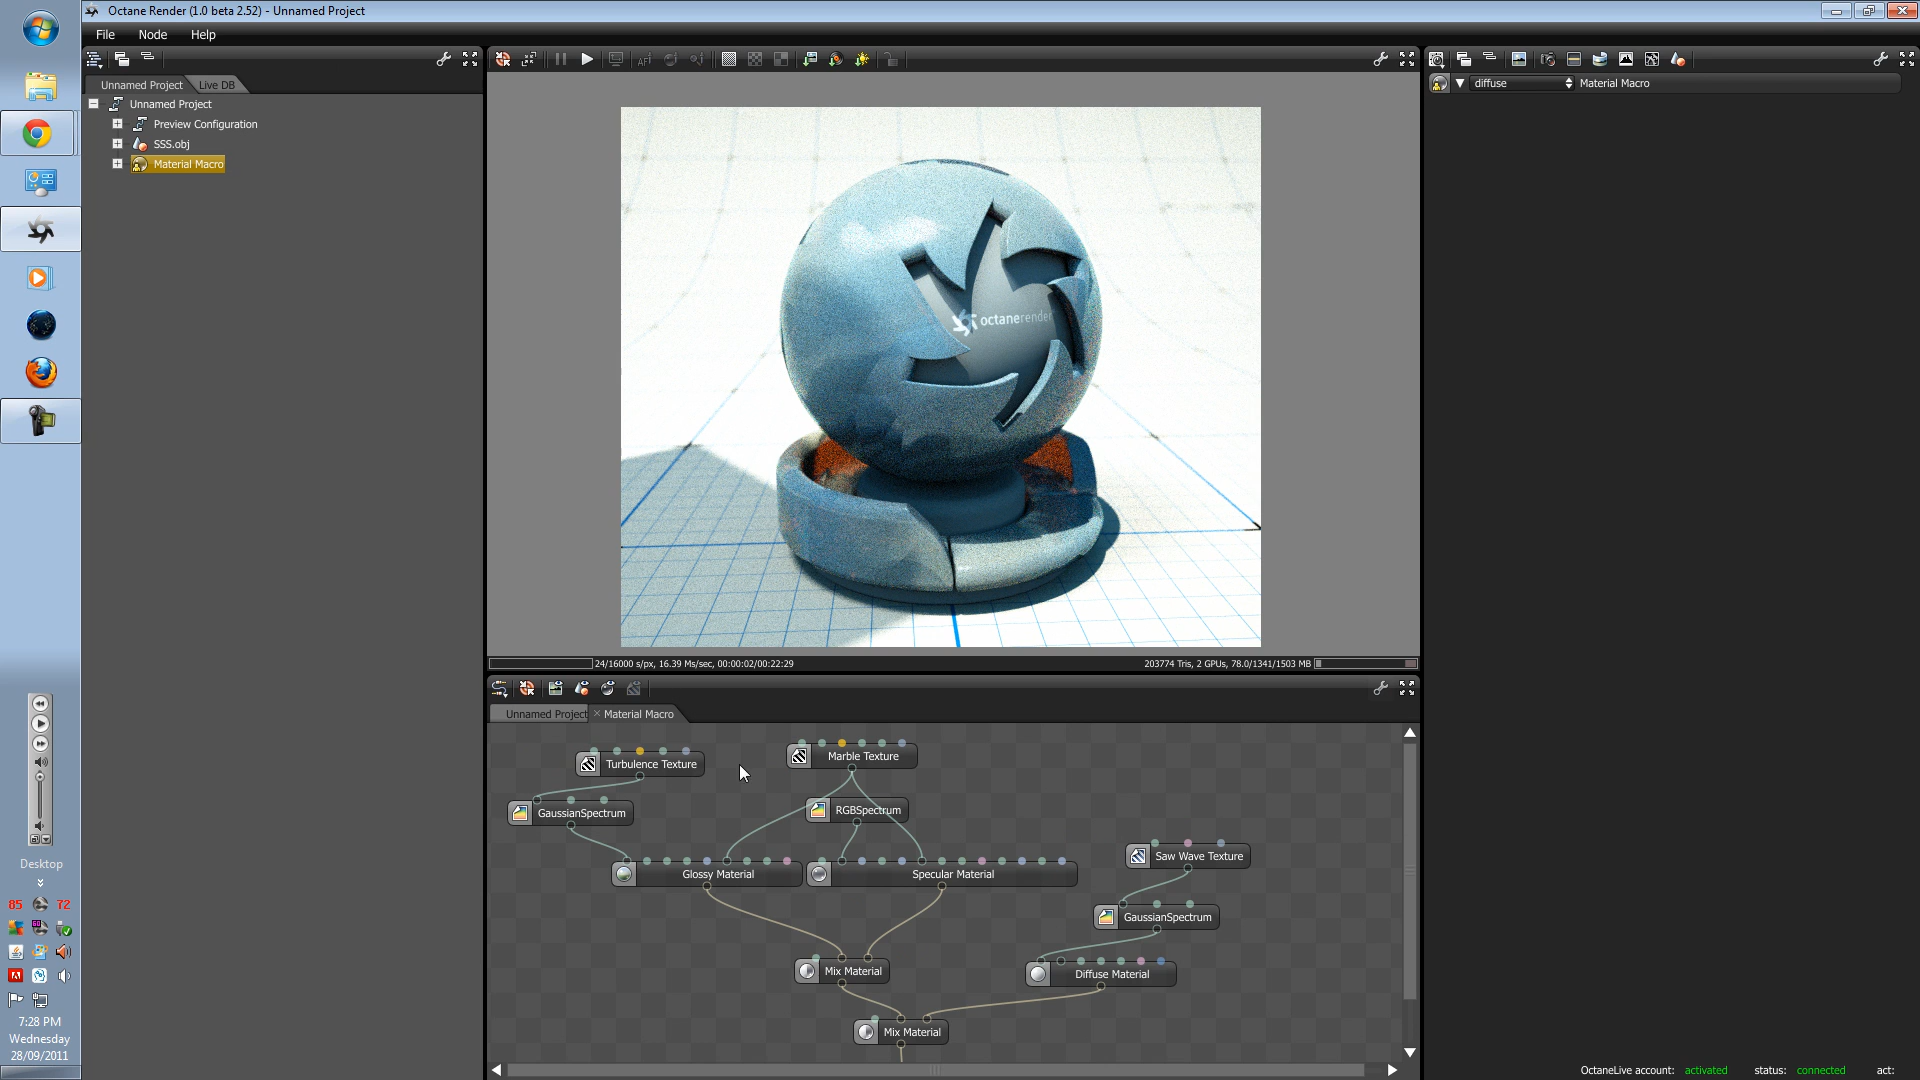 Octane Render (1.0 beta 2.52) - Unnamed Project
File Node Help
Unnamed Project Live DB
Unnamed Project
Preview Configuration
SSS.obj
Material Macro
diffuse Material Macro
octanerender
24/16000 s/px, 16.39 Ms/sec, 00:00:02/00:22:29
203774 Tris, 2 GPUs, 78.0/1341/1503 MB
Unnamed Project Material Macro
Turbulence Texture
Marble Texture
GaussianSpectrum
RGBSpectrum
Saw Wave Texture
Glossy Material
Specular Material
GaussianSpectrum
Mix Material
Diffuse Material
Mix Material
Desktop
85 72
7:28 PM
Wednesday
28/09/2011
OctaneLive account: activated status: connected act: